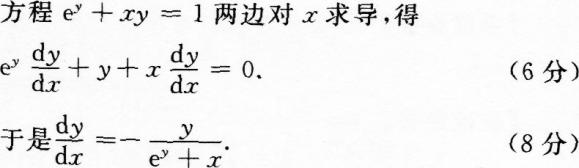 方程 e^y + xy = 1 两边对 x 求导,得
e^y dy/dx + y + x dy/dx = 0. (6 分)
于是 dy/dx = - y/(e^y + x). (8 分)